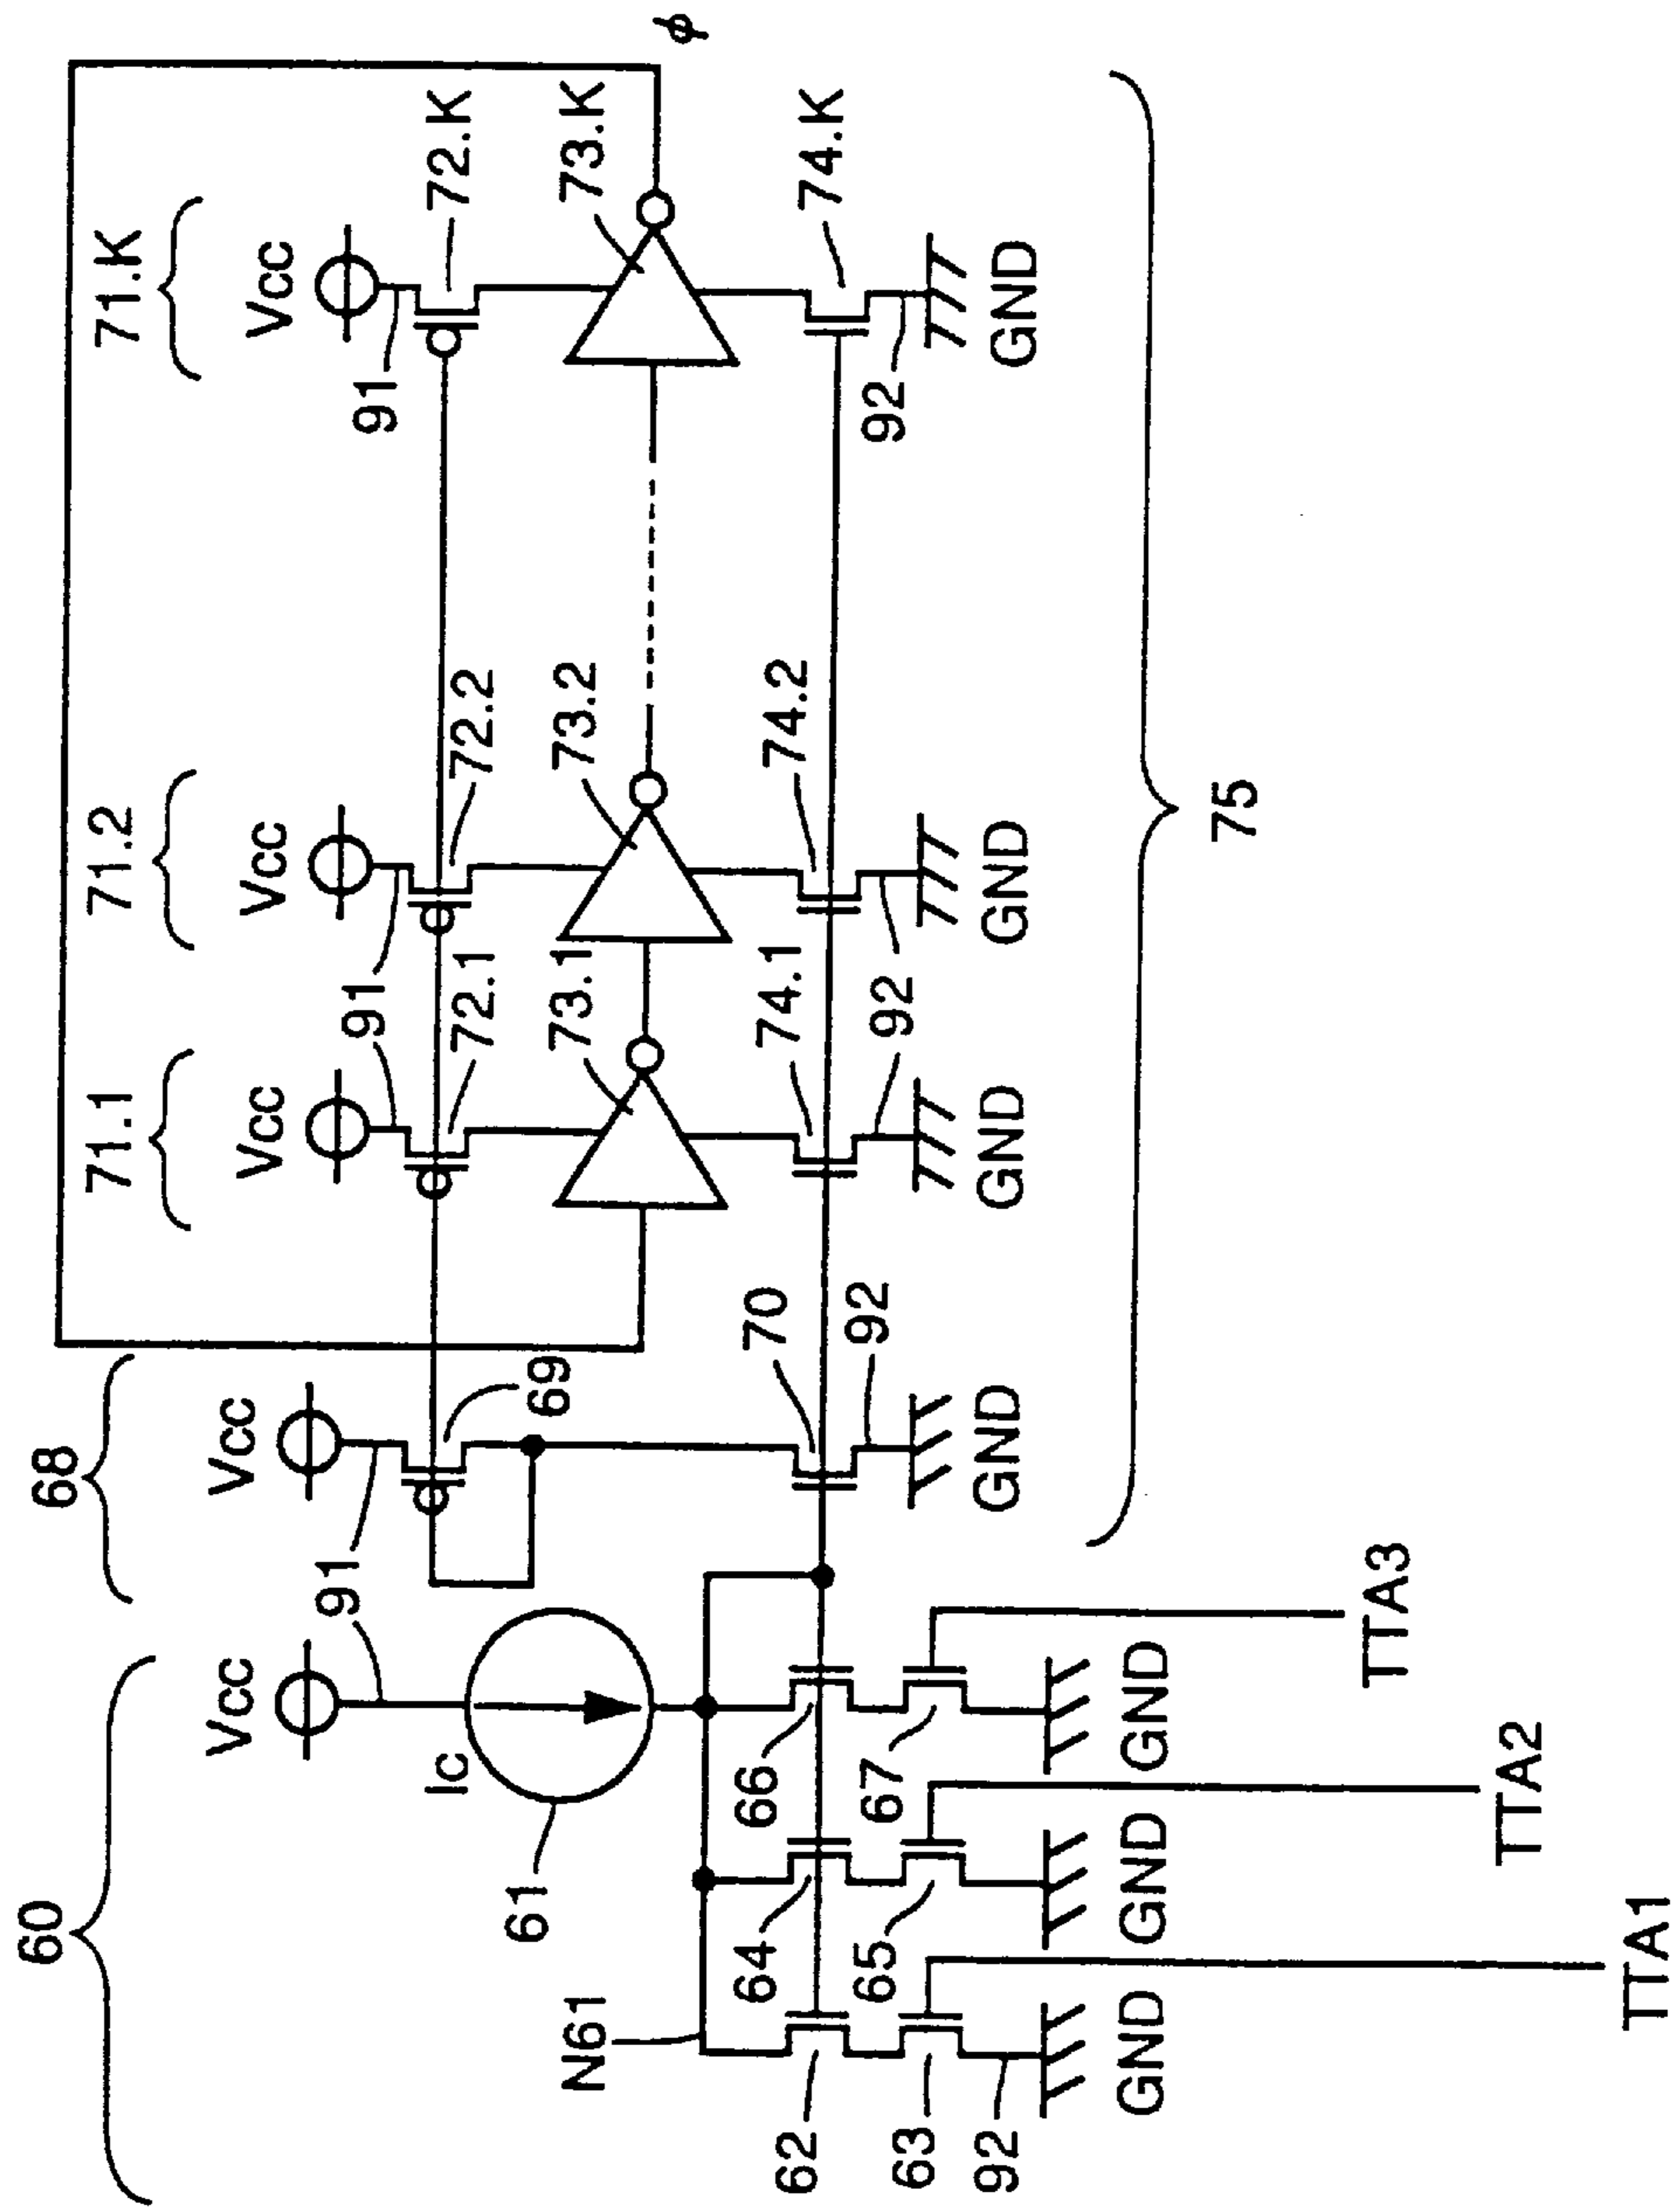 60
68
71.1
71.2
71.K
Vcc
Vcc
Vcc
Vcc
Vcc
91
91
91
91
72.1
72.2
72.K
φ
Ic
61
69
73.1
73.2
73.K
N61
62
64
66
70
74.1
74.2
74.K
63
65
67
92
92
92
92
GND
GND
GND
GND
GND
GND
GND
75
TTA1
TTA2
TTA3